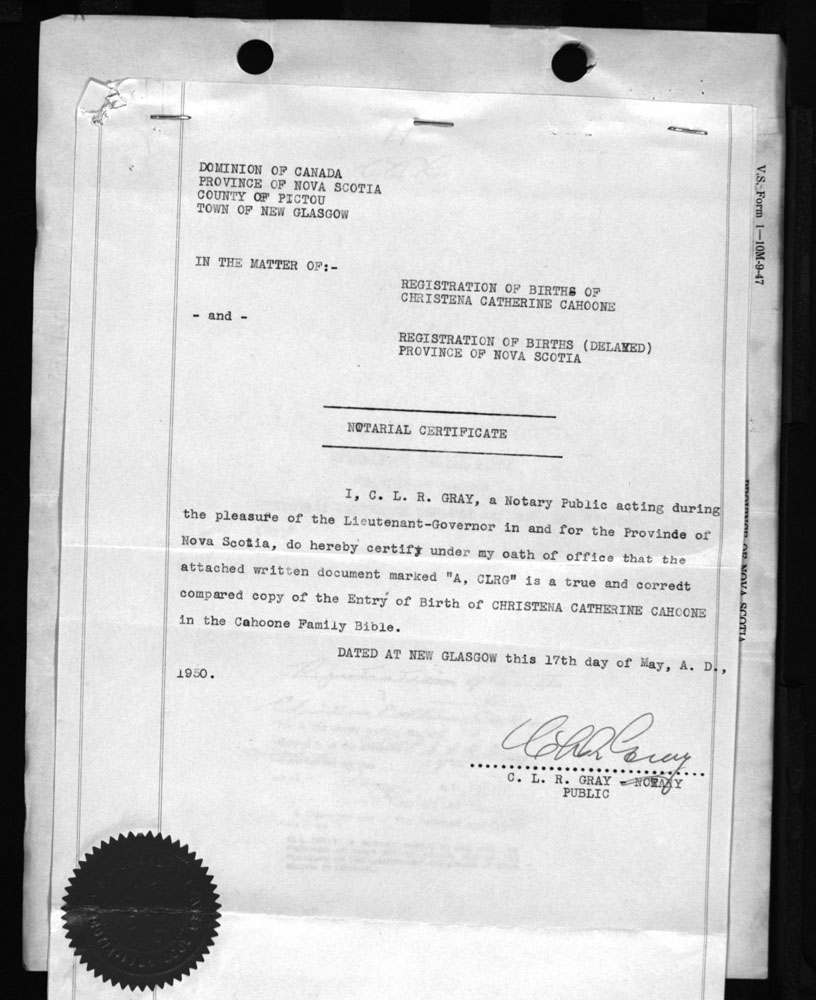 DOMINION OF CANADA
PROVINCE OF NOVA SCOTIA
COUNTY OF PICTOU
TOWN OF NEW GLASGOW
IN THE MATTER OF:-
REGISTRATION OF BIRTHS OF
CHRISTENA CATHERINE CAHOONE
- and -
REGISTRATION OF BIRTHS (DELAYED)
PROVINCE OF NOVA SCOTIA
NOTARIAL CERTIFICATE
I, C. L. R. GRAY, a Notary Public acting during
the pleasure of the Lieutenant-Governor in and for the Provinde of
Nova Scotia, do hereby certify under my oath of office that the
attached written document marked "A, CLRG" is a true and corredt
compared copy of the Entry of Birth of CHRISTENA CATHERINE CAHOONE
in the Cahoone Family Bible.
DATED AT NEW GLASGOW this 17th day of May, A. D.,
1950.
C L R Gray
C. L. R. GRAY - NOTARY
PUBLIC
V.S. Form 1—10M-9-47
OF NOVA SCOTIA